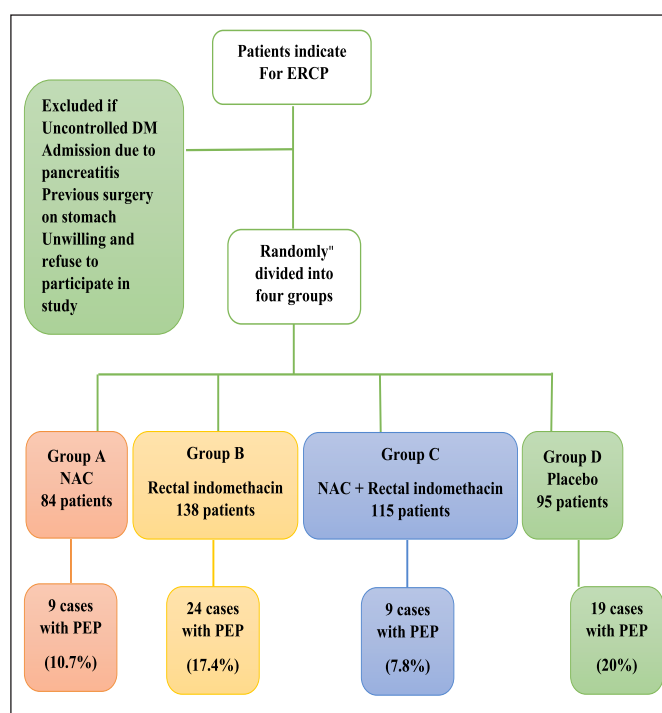 Patients indicate
For ERCP
Excluded if
Uncontrolled DM
Admission due to
pancreatitis
Previous surgery
on stomach
Unwilling and
refuse to
participate in
study
Randomly"
divided into
four groups
Group A
NAC
84 patients
Group B
Rectal indomethacin
138 patients
Group C
NAC + Rectal indomethacin
115 patients
Group D
Placebo
95 patients
9 cases
with PEP
(10.7%)
24 cases
with PEP
(17.4%)
9 cases
with PEP
(7.8%)
19 cases
with PEP
(20%)